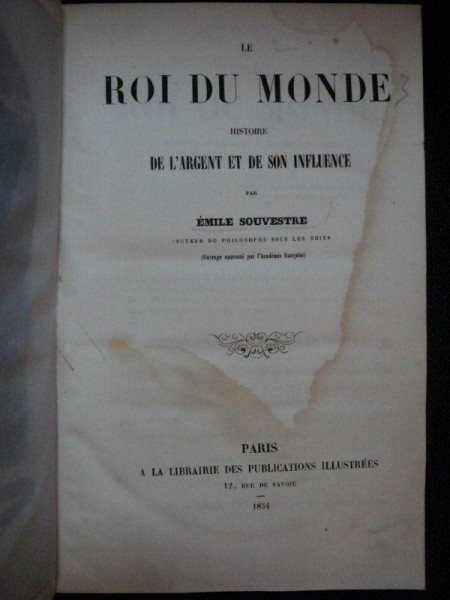 LE
ROI DU MONDE
HISTOIRE
DE L'ARGENT ET DE SON INFLUENCE
PAR
ÉMILE SOUVESTRE
AUTEUR DU PHILOSOPHE SOUS LES TOITS
(Ouvrage couronné par l'Académie française)
PARIS
A LA LIBRAIRIE DES PUBLICATIONS ILLUSTRÉES
12, RUE DE SAVOIE
1854